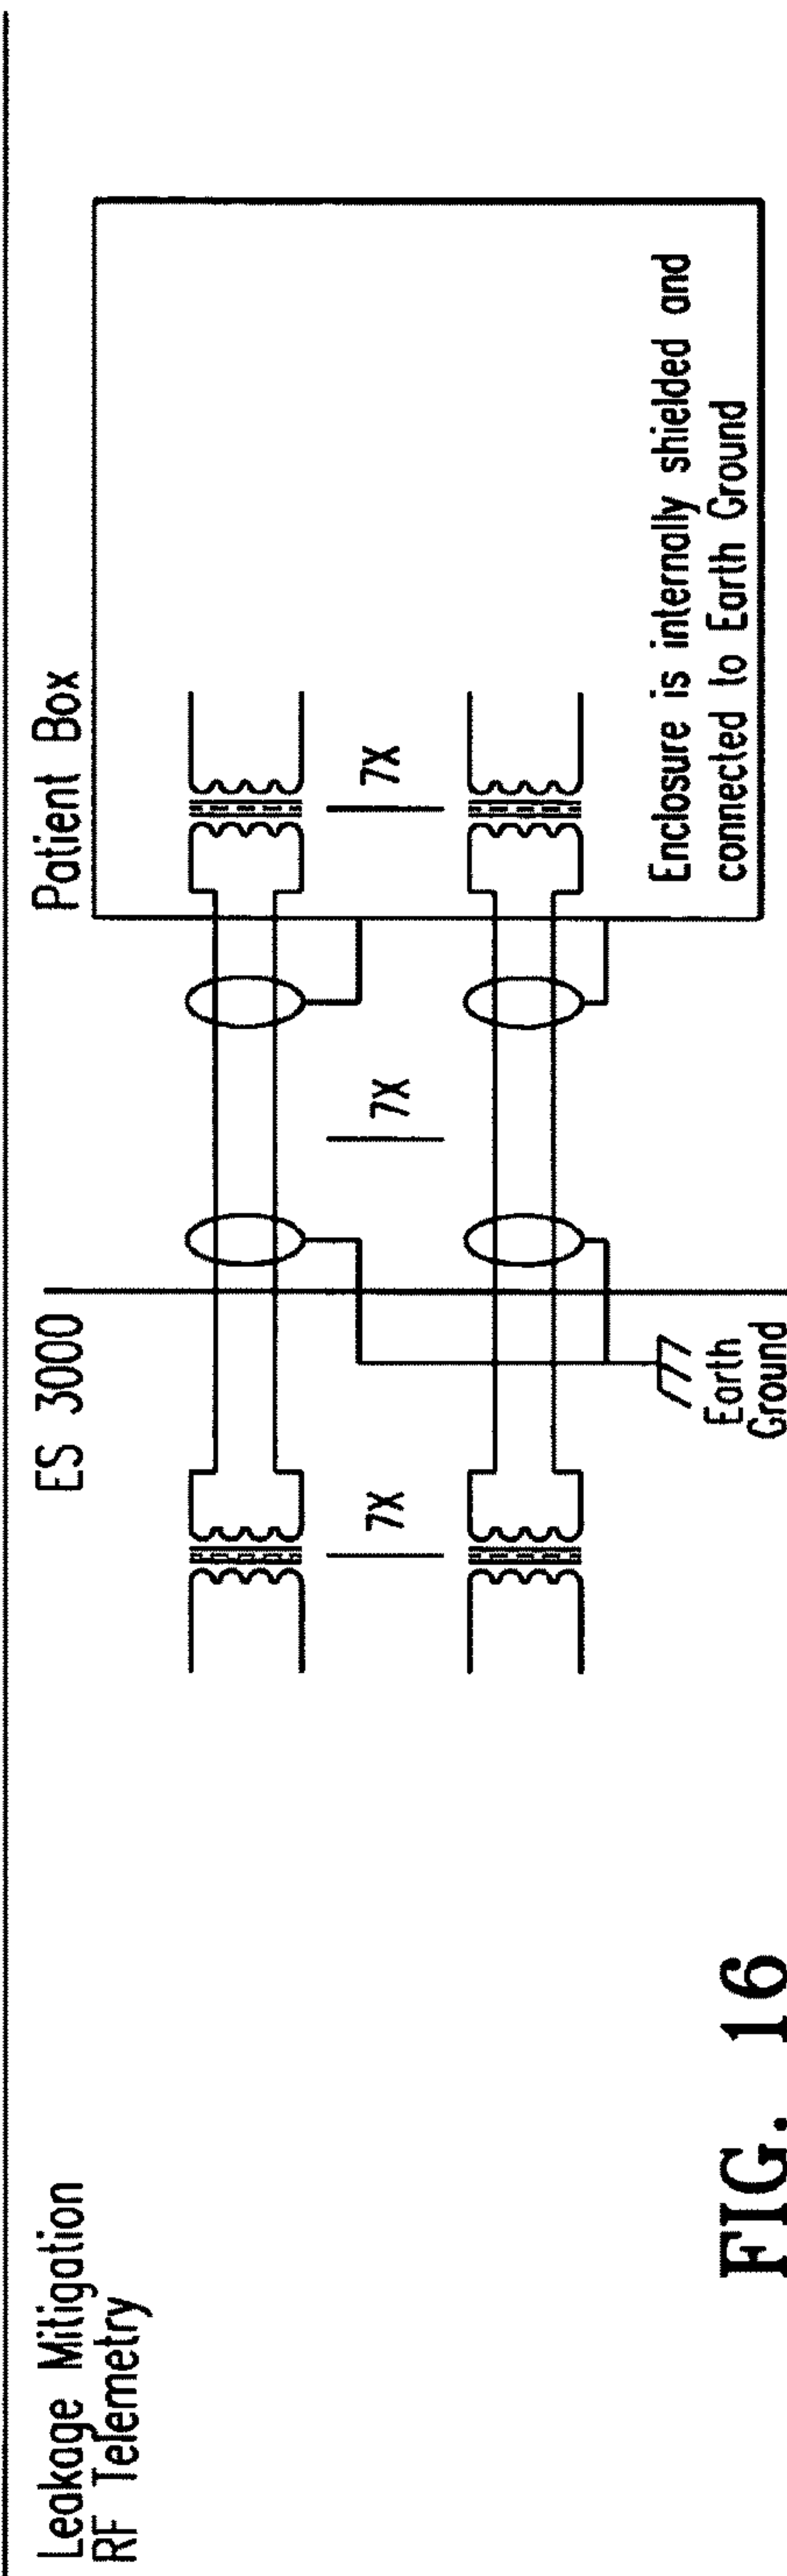 Leakage Mitigation
RF Telemetry
ES 3000
Patient Box
7X
7X
7X
Earth
Ground
Enclosure is internally shielded and
connected to Earth Ground
FIG. 16